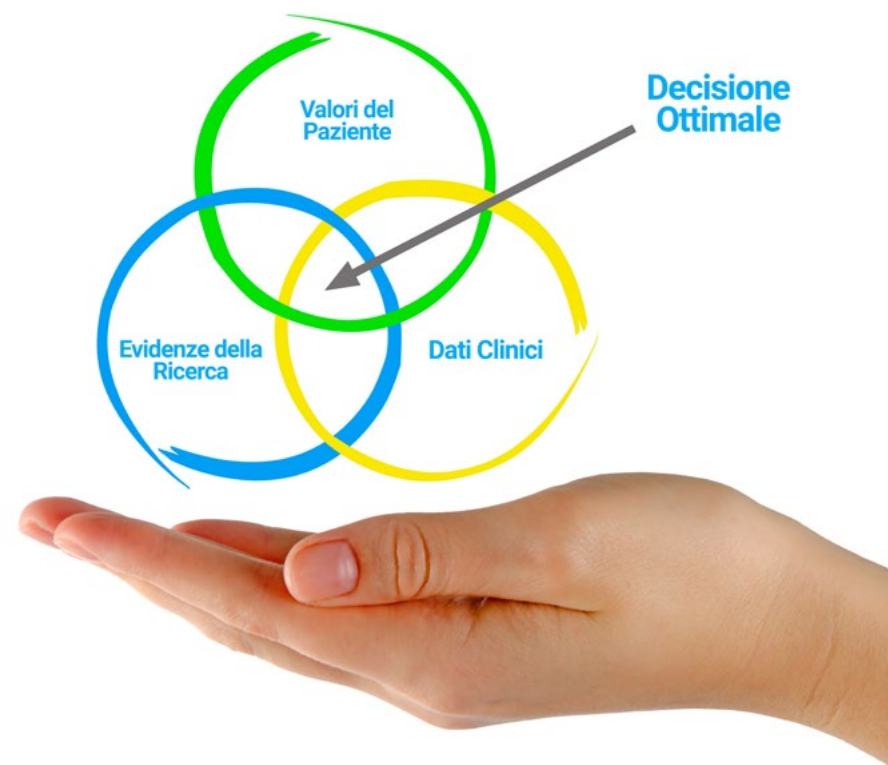 Valori del
Paziente
Decisione
Ottimale
Evidenze della
Ricerca
Dati Clinici